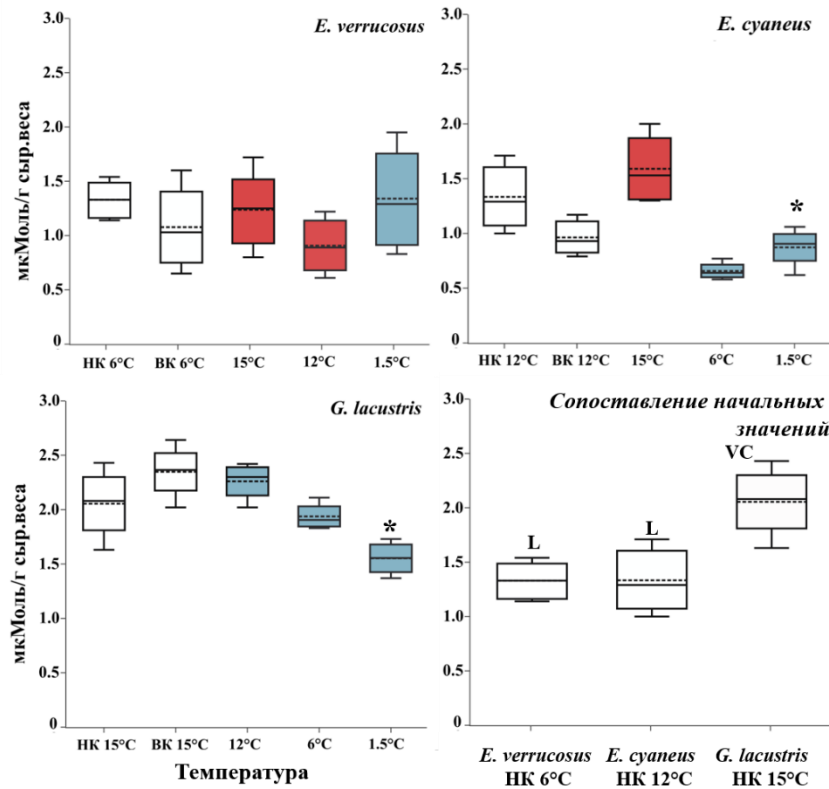 E. verrucosus
3.0
2.5
2.0
1.5
1.0
0.5
0
мкМоль/г сыр.веса
НК 6°C ВК 6°C 15°C 12°C 1.5°C
E. cyaneus
3.0
2.5
2.0
1.5
1.0
0.5
0
*
НК 12°C ВК 12°C 15°C 6°C 1.5°C
G. lacustris
3.0
2.5
2.0
1.5
1.0
0.5
0
мкМоль/г сыр.веса
*
НК 15°C ВК 15°C 12°C 6°C 1.5°C
Температура
Сопоставление начальных
значений
3.0
2.5
2.0
1.5
1.0
0.5
0
VC
L L
E. verrucosus E. cyaneus G. lacustris
НК 6°C НК 12°C НК 15°C